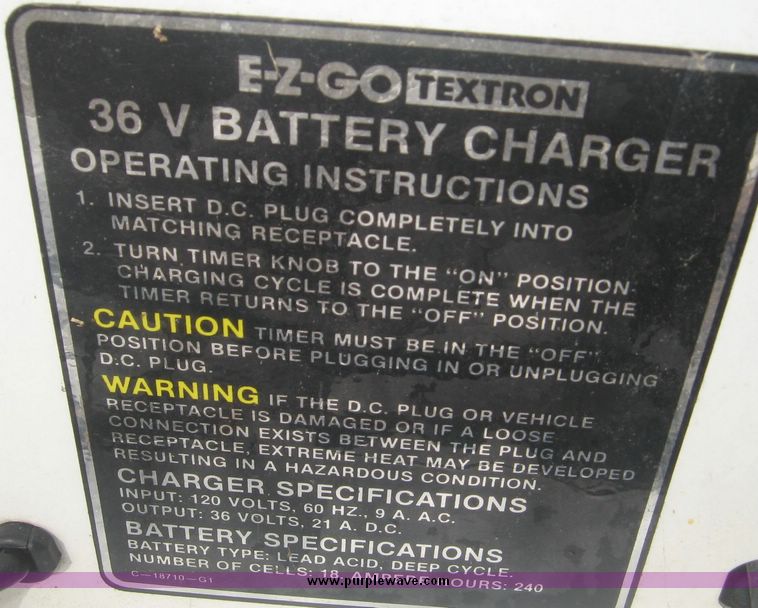 E-Z-GO TEXTRON
36 V BATTERY CHARGER
OPERATING INSTRUCTIONS
1. INSERT D.C. PLUG COMPLETELY INTO
MATCHING RECEPTACLE.
2. TURN TIMER KNOB TO THE "ON" POSITION.
CHARGING CYCLE IS COMPLETE WHEN THE
TIMER RETURNS TO THE "OFF" POSITION.
CAUTION TIMER MUST BE IN THE "OFF"
POSITION BEFORE PLUGGING IN OR UNPLUGGING
D.C. PLUG.
WARNING IF THE D.C. PLUG OR VEHICLE
RECEPTACLE IS DAMAGED OR IF A LOOSE
CONNECTION EXISTS BETWEEN THE PLUG AND
RECEPTACLE, EXTREME HEAT MAY BE DEVELOPED
RESULTING IN A HAZARDOUS CONDITION.
CHARGER SPECIFICATIONS
INPUT: 120 VOLTS, 60 HZ., 9 A. A.C.
OUTPUT: 36 VOLTS, 21 A. D.C.
BATTERY SPECIFICATIONS
BATTERY TYPE: LEAD ACID, DEEP CYCLE.
NUMBER OF CELLS: 18, AMPERE HOURS: 240
C-18710-G1
www.purplewave.com